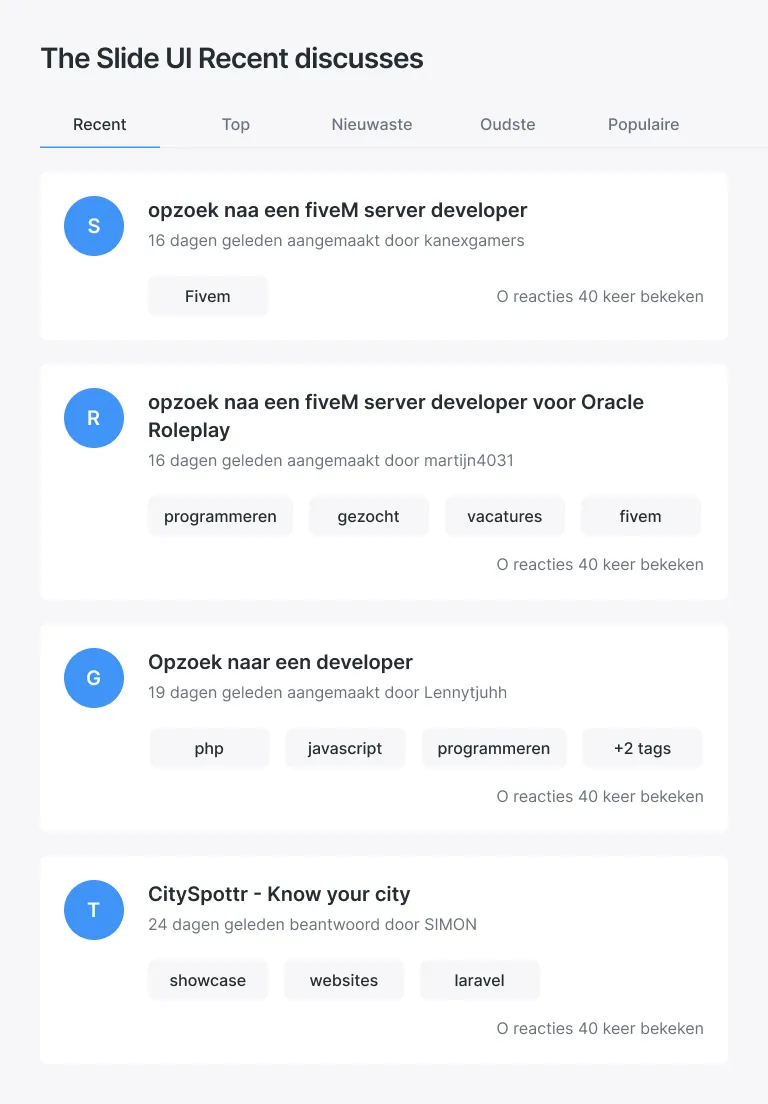 The Slide UI Recent discusses
Recent Top Nieuwaste Oudste Populaire
S
opzoek naa een fiveM server developer
16 dagen geleden aangemaakt door kanexgamers
Fivem
O reacties 40 keer bekeken
R
opzoek naa een fiveM server developer voor Oracle
Roleplay
16 dagen geleden aangemaakt door martijn4031
programmeren gezocht vacatures fivem
O reacties 40 keer bekeken
G
Opzoek naar een developer
19 dagen geleden aangemaakt door Lennytjuhh
php javascript programmeren +2 tags
O reacties 40 keer bekeken
T
CitySpottr - Know your city
24 dagen geleden beantwoord door SIMON
showcase websites laravel
O reacties 40 keer bekeken